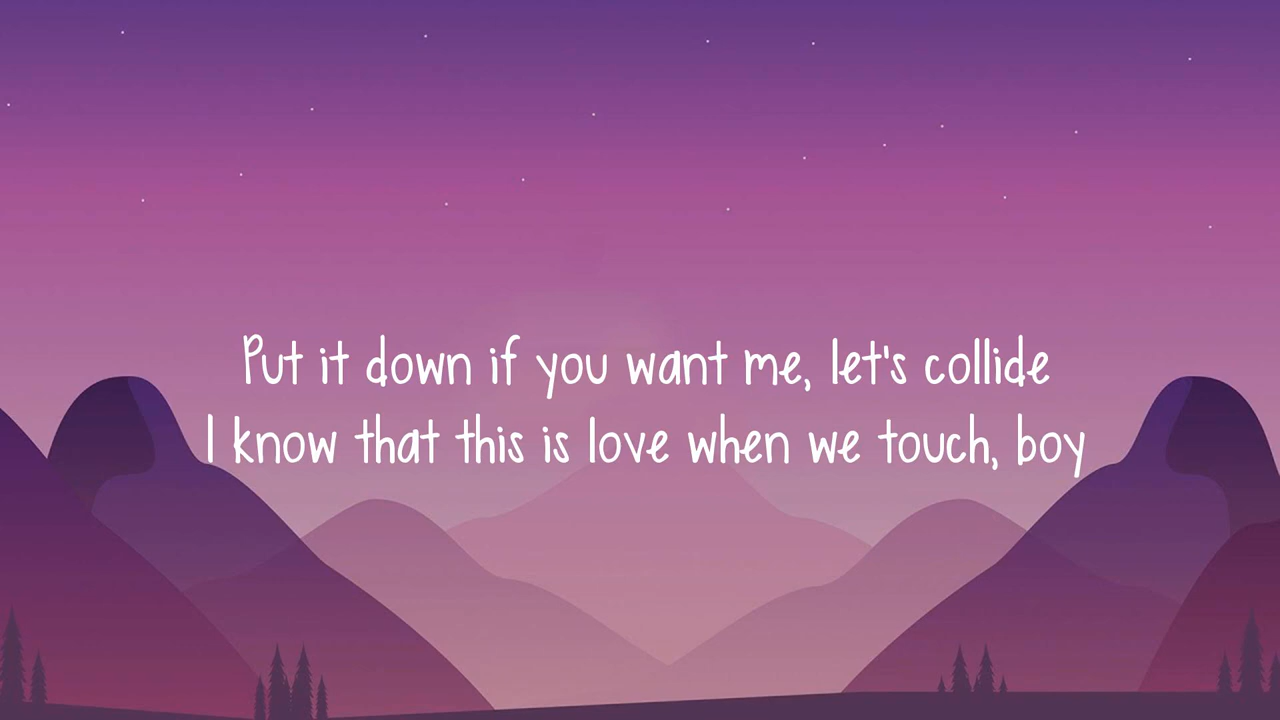 Put it down if you want me, let's collide
I know that this is love when we touch, boy